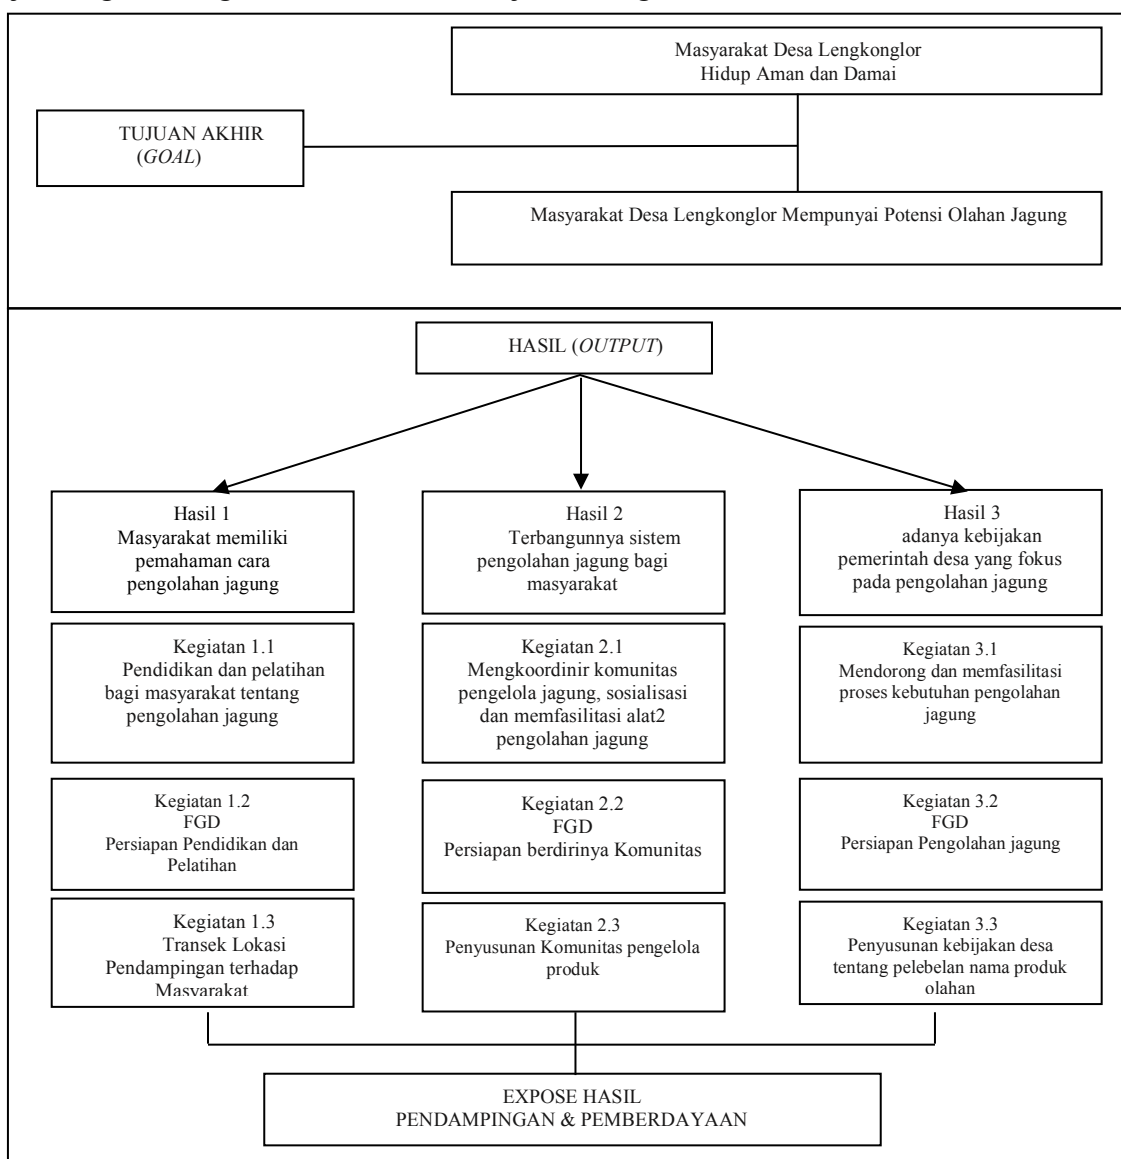 Masyarakat Desa Lengkonglor
Hidup Aman dan Damai
TUJUAN AKHIR
(GOAL)
Masyarakat Desa Lengkonglor Mempunyai Potensi Olahan Jagung
HASIL (OUTPUT)
Hasil 1
Masyarakat memiliki
pemahaman cara
pengolahan jagung
Hasil 2
Terbangunnya sistem
pengolahan jagung bagi
masyarakat
Hasil 3
adanya kebijakan
pemerintah desa yang fokus
pada pengolahan jagung
Kegiatan 1.1
Pendidikan dan pelatihan
bagi masyarakat tentang
pengolahan jagung
Kegiatan 2.1
Mengkoordinir komunitas
pengelola jagung, sosialisasi
dan memfasilitasi alat2
pengolahan jagung
Kegiatan 3.1
Mendorong dan memfasilitasi
proses kebutuhan pengolahan
jagung
Kegiatan 1.2
FGD
Persiapan Pendidikan dan
Pelatihan
Kegiatan 2.2
FGD
Persiapan berdirinya Komunitas
Kegiatan 3.2
FGD
Persiapan Pengolahan jagung
Kegiatan 1.3
Transek Lokasi
Pendampingan terhadap
Masyarakat
Kegiatan 2.3
Penyusunan Komunitas pengelola
produk
Kegiatan 3.3
Penyusunan kebijakan desa
tentang pelebelan nama produk
olahan
EXPOSE HASIL
PENDAMPINGAN & PEMBERDAYAAN